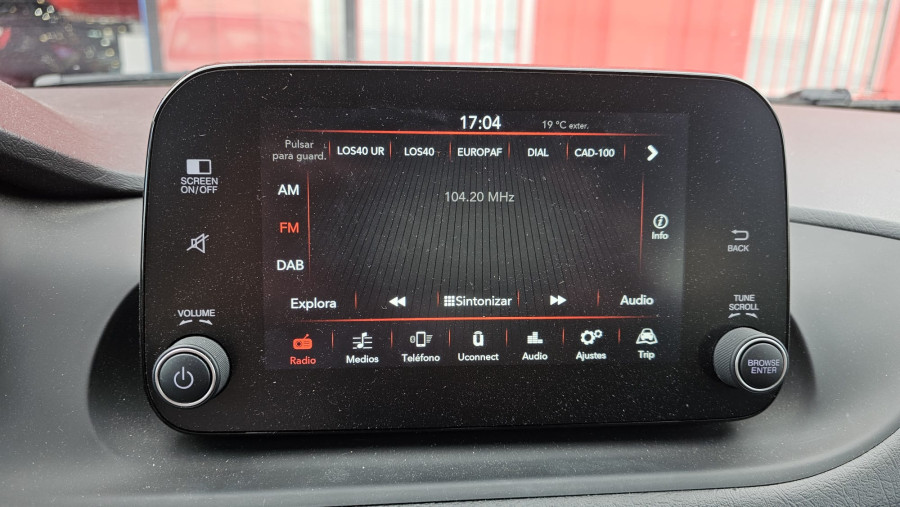 17:04
19 °C exter.
Pulsar
para guard.
LOS40 UR
LOS40
EUROPAF
DIAL
CAD-100
SCREEN
ON/OFF
AM
104.20 MHz
FM
Info
BACK
DAB
Explora
Sintonizar
Audio
VOLUME
TUNE
SCROLL
Radio
Medios
Teléfono
Uconnect
Audio
Ajustes
Trip
BROWSE
ENTER